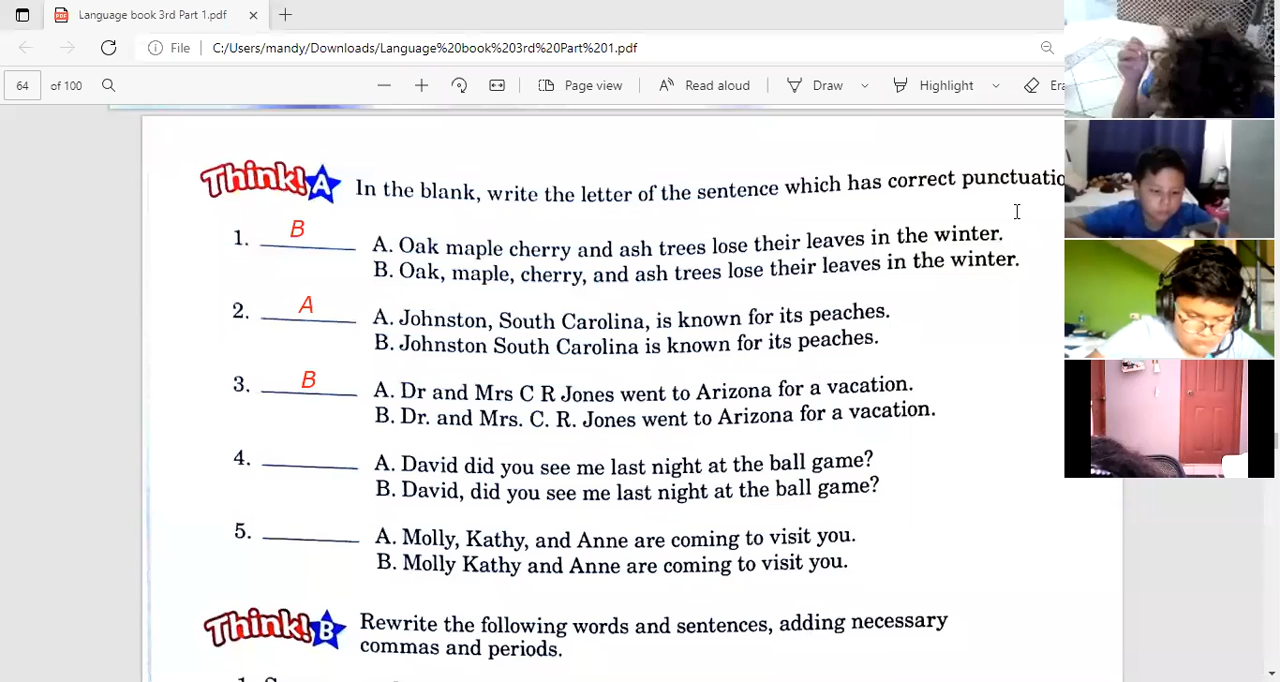 Language book 3rd Part 1.pdf
File C:/Users/mandy/Downloads/Language%20book%203rd%20Part%201.pdf
64 of 100 Page view Read aloud Draw Highlight Era
Think! A In the blank, write the letter of the sentence which has correct punctuatio
1. B A. Oak maple cherry and ash trees lose their leaves in the winter.
B. Oak, maple, cherry, and ash trees lose their leaves in the winter.
2. A A. Johnston, South Carolina, is known for its peaches.
B. Johnston South Carolina is known for its peaches.
3. B A. Dr and Mrs C R Jones went to Arizona for a vacation.
B. Dr. and Mrs. C. R. Jones went to Arizona for a vacation.
4. A. David did you see me last night at the ball game?
B. David, did you see me last night at the ball game?
5. A. Molly, Kathy, and Anne are coming to visit you.
B. Molly Kathy and Anne are coming to visit you.
Think! B Rewrite the following words and sentences, adding necessary
commas and periods.